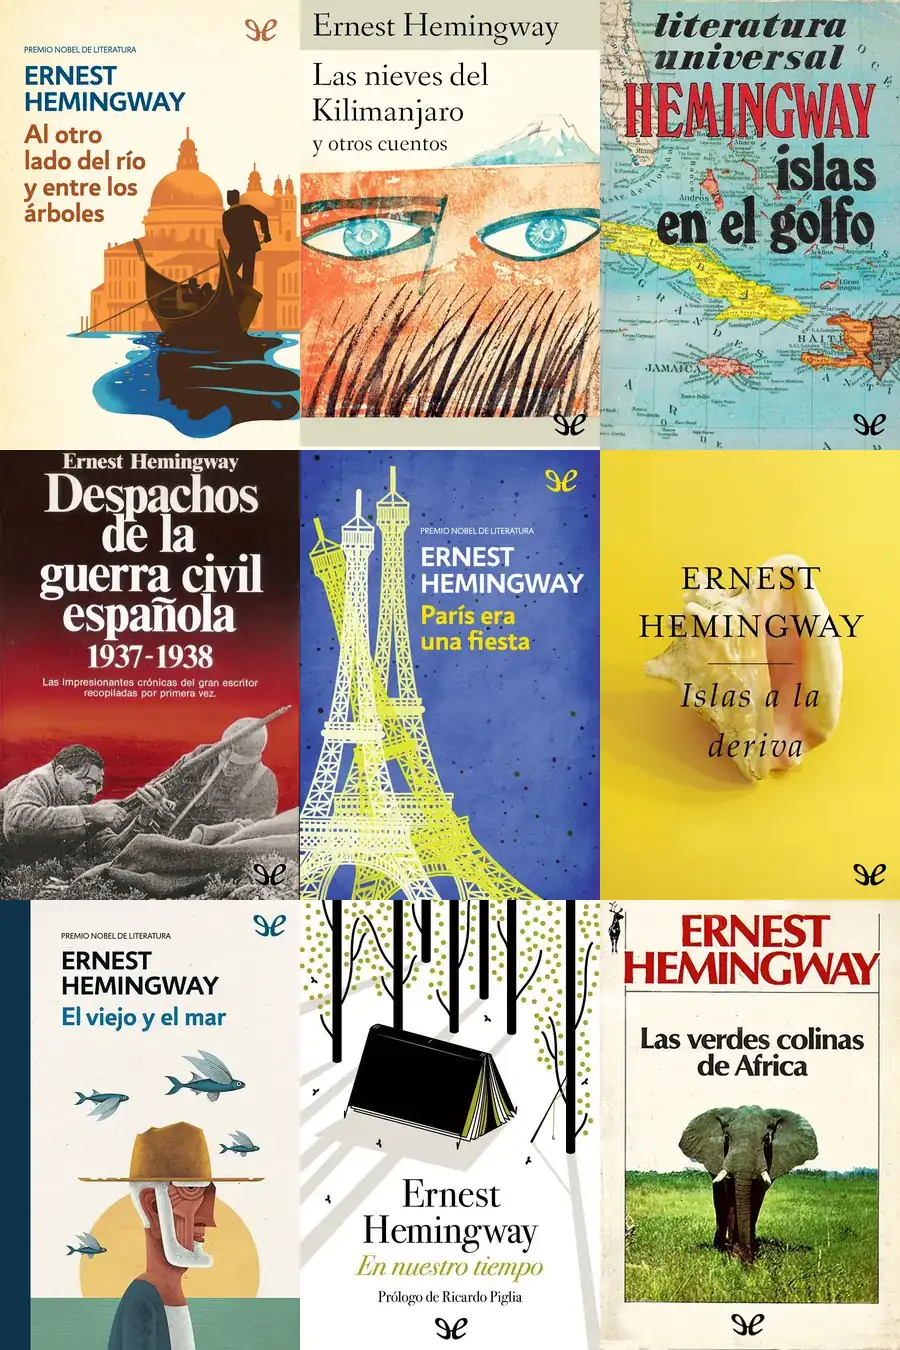 PREMIO NOBEL DE LITERATURA
ERNEST
HEMINGWAY
Al otro
lado del río
y entre los
árboles
Ernest Hemingway
Las nieves del
Kilimanjaro
y otros cuentos
literatura
universal
HEMINGWAY
islas
en el golfo
Andrós
HAITI
JAMAICA
Ernest Hemingway
Despachos
de la
guerra civil
española
1937-1938
Las impresionantes crónicas del gran escritor
recopiladas por primera vez.
PREMIO NOBEL DE LITERATURA
ERNEST
HEMINGWAY
París era
una fiesta
ERNEST
HEMINGWAY
Islas a la
deriva
PREMIO NOBEL DE LITERATURA
ERNEST
HEMINGWAY
El viejo y el mar
Ernest
Hemingway
En nuestro tiempo
Prólogo de Ricardo Piglia
ERNEST
HEMINGWAY
Las verdes colinas
de Africa